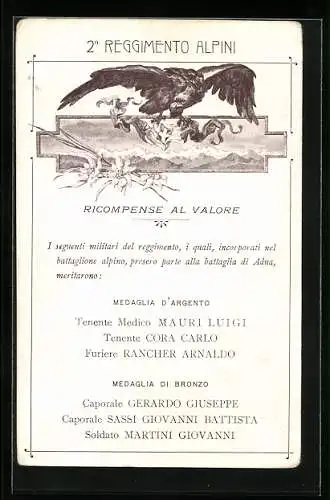 2º REGGIMENTO ALPINI
RICOMPENSE AL VALORE
I seguenti militari del reggimento, i quali, incorporati nel
battaglione alpino, presero parte alla battaglia di Adua,
meritarono:
MEDAGLIA D'ARGENTO
Tenente Medico MAURI LUIGI
Tenente CORA CARLO
Furiere RANCHER ARNALDO
MEDAGLIA DI BRONZO
Caporale GERARDO GIUSEPPE
Caporale SASSI GIOVANNI BATTISTA
Soldato MARTINI GIOVANNI